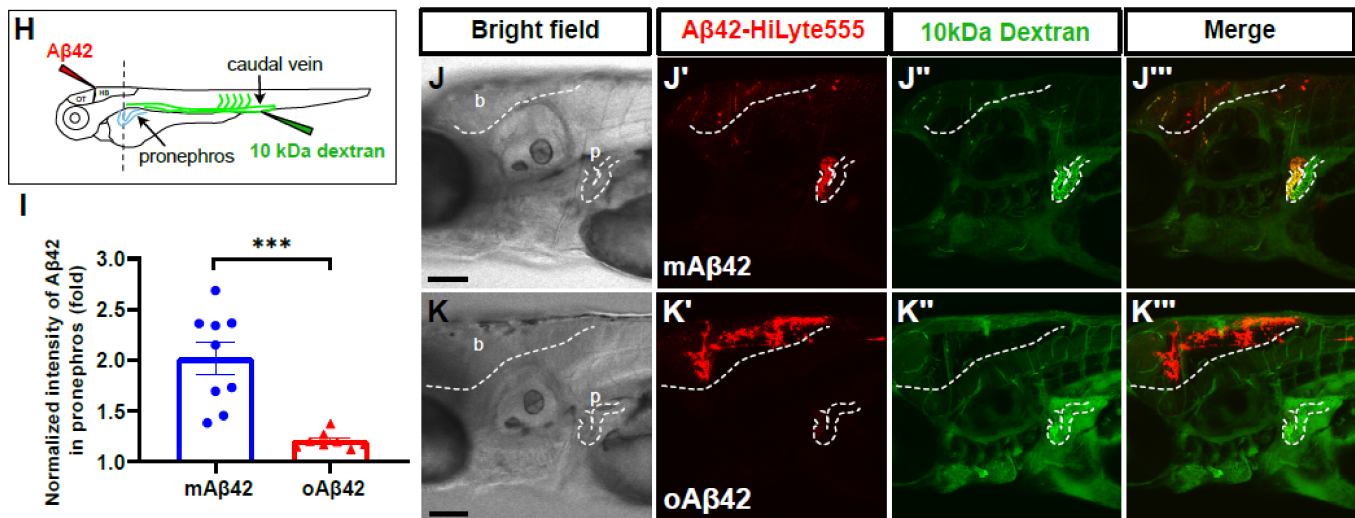 H
Aβ42
OT
HB
caudal vein
pronephros
10 kDa dextran
I
Normalized intensity of Aβ42
in pronephros (fold)
3.0
2.5
2.0
1.5
1.0
***
mAβ42
oAβ42
Bright field
Aβ42-HiLyte555
10kDa Dextran
Merge
J
b
p
J'
mAβ42
J''
J'''
K
b
p
K'
oAβ42
K''
K'''